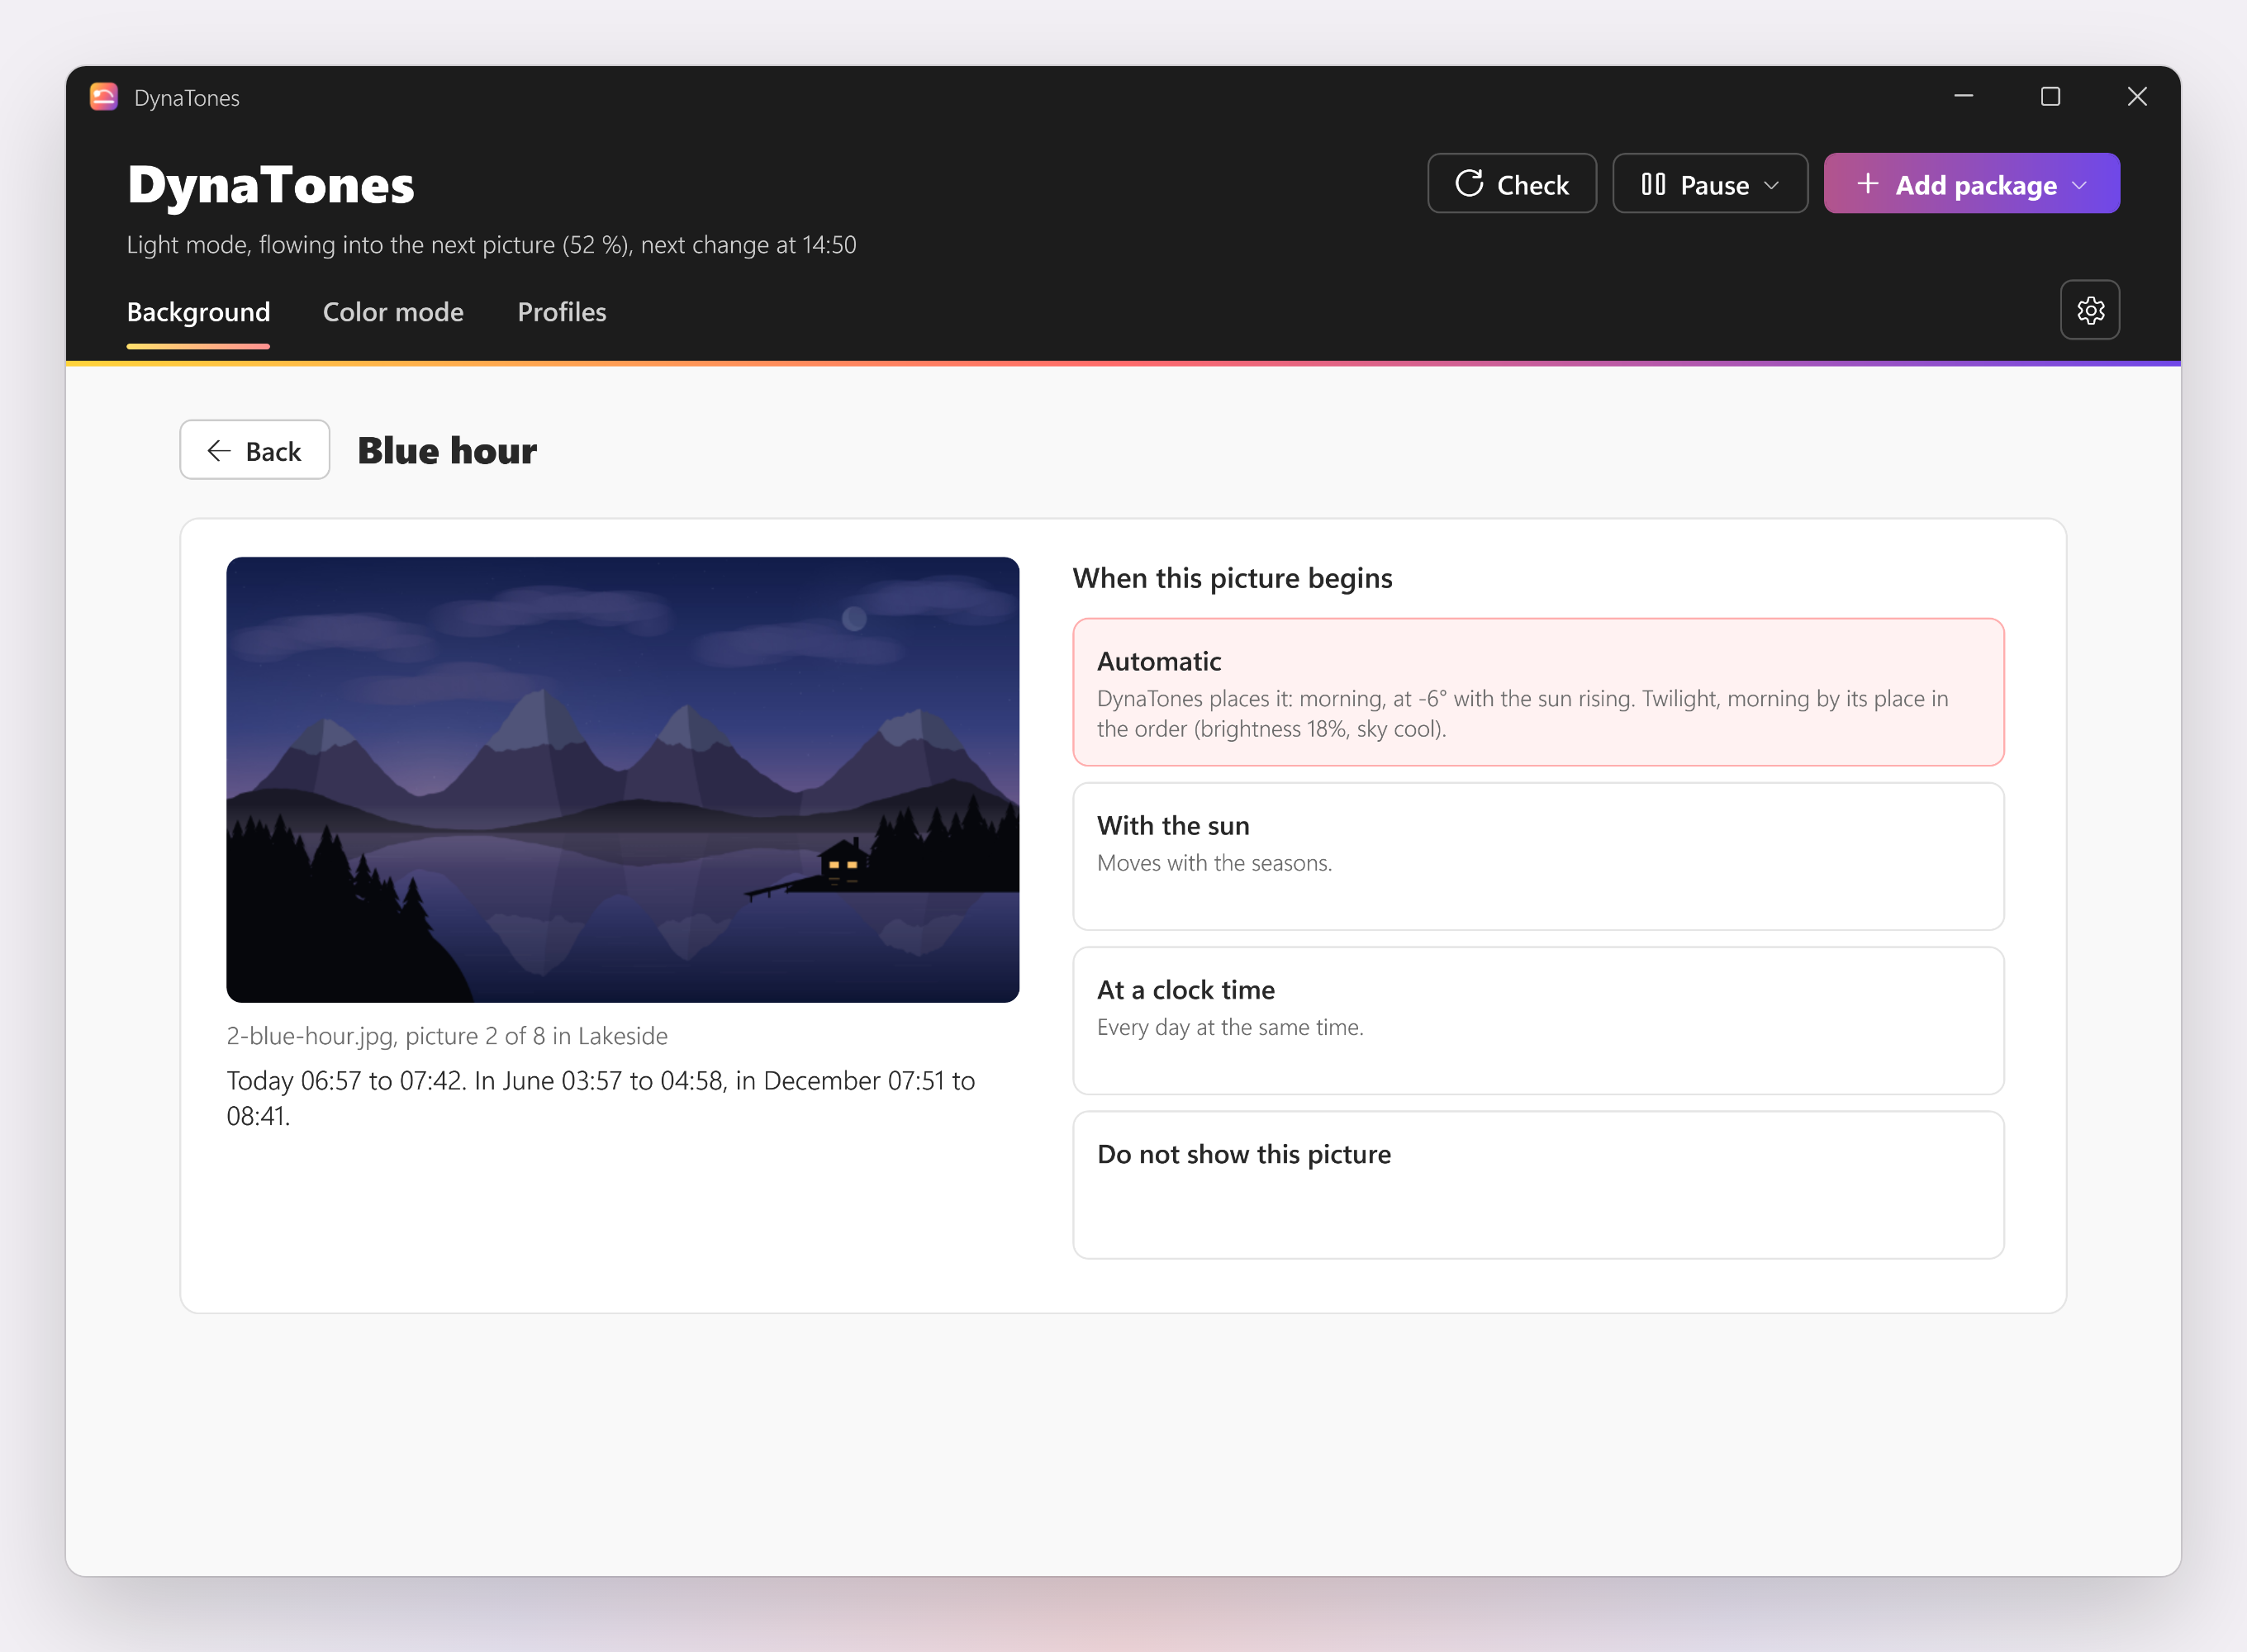 DynaTones
DynaTones
Check
Pause
Add package
Light mode, flowing into the next picture (52 %), next change at 14:50
Background
Color mode
Profiles
Back
Blue hour
2-blue-hour.jpg, picture 2 of 8 in Lakeside
Today 06:57 to 07:42. In June 03:57 to 04:58, in December 07:51 to
08:41.
When this picture begins
Automatic
DynaTones places it: morning, at -6° with the sun rising. Twilight, morning by its place in
the order (brightness 18%, sky cool).
With the sun
Moves with the seasons.
At a clock time
Every day at the same time.
Do not show this picture